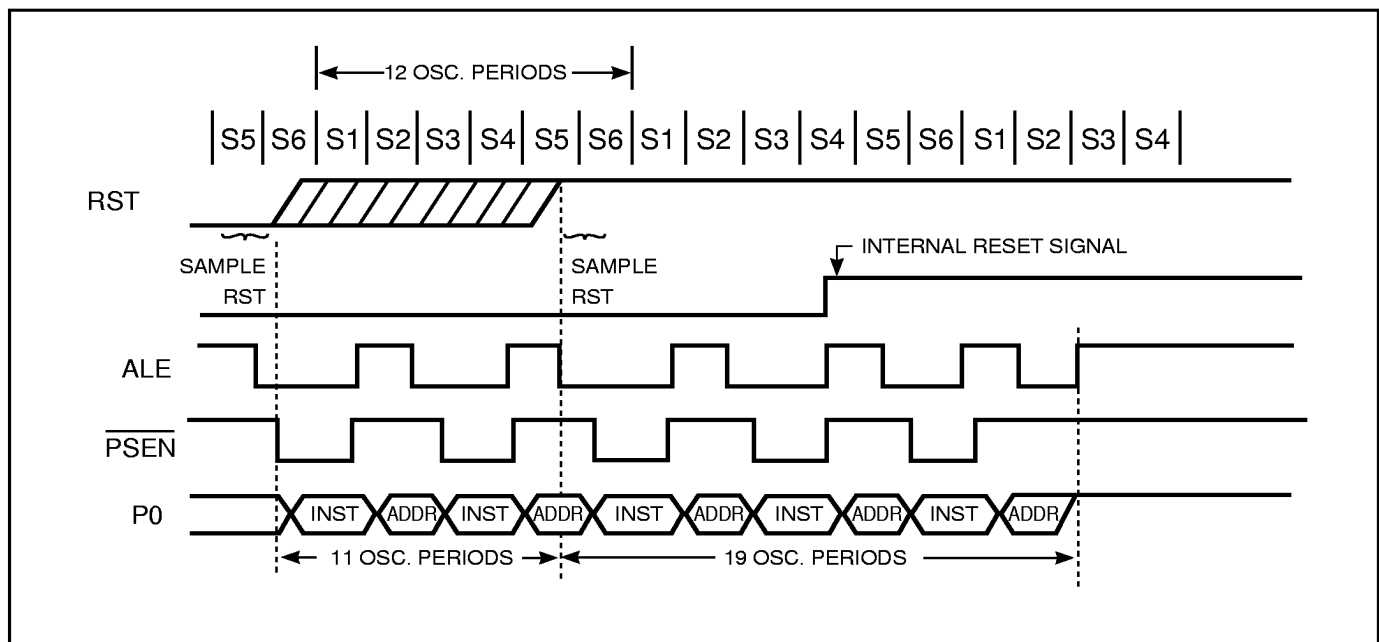 12 OSC. PERIODS
S5 S6 S1 S2 S3 S4 S5 S6 S1 S2 S3 S4 S5 S6 S1 S2 S3 S4
RST
INTERNAL RESET SIGNAL
SAMPLE RST
SAMPLE RST
ALE
PSEN
P0
INST ADDR INST ADDR INST ADDR INST ADDR INST ADDR
11 OSC. PERIODS
19 OSC. PERIODS